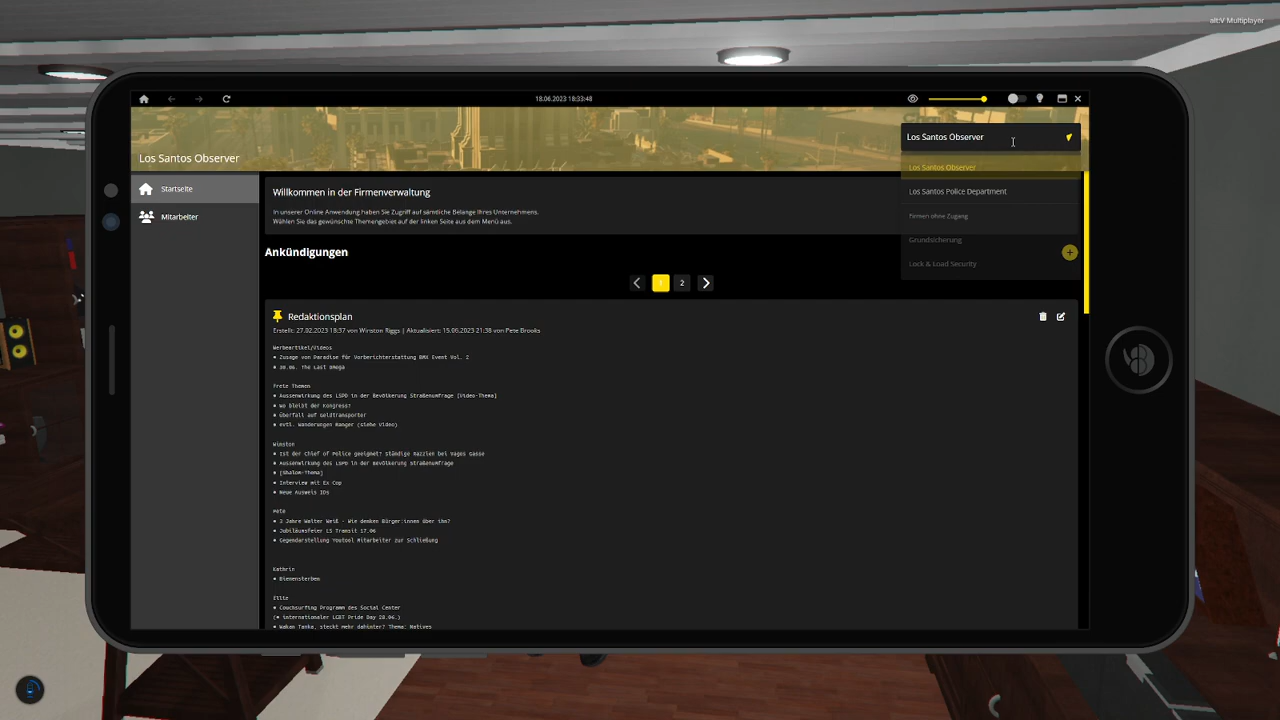 alt:V Multiplayer
18.06.2023 18:33:48
Los Santos Observer
Los Santos Observer
Los Santos Observer
Los Santos Police Department
Firmen ohne Zugang
Grundsicherung
Lock & Load Security
Startseite
Mitarbeiter
Willkommen in der Firmenverwaltung
In unserer Online Anwendung haben Sie Zugriff auf sämtliche Belange Ihres Unternehmens.
Wählen Sie das gewünschte Themengebiet auf der linken Seite aus dem Menü aus.
Ankündigungen
1 2
Redaktionsplan
Erstellt: 27.02.2023 18:37 von Winston Riggs | Aktualisiert: 15.06.2023 21:38 von Pete Brooks
Werbeartikel/Videos
• Zusage von Paradise für Vorberichterstattung BMX Event Vol. 2
• 30.06. The Last OMega
Freie Themen
• Aussenwirkung des LSPD in der Bevölkerung Straßenumfrage [Video-Thema]
• Wo bleibt der Kongress?
• Überfall auf Geldtransporter
• evtl. Wanderungen Ranger (siehe Video)
Winston
• Ist der Chief of Police geeignet? Ständige Razzien bei Vagos Gasse
• Aussenwirkung des LSPD in der Bevölkerung Straßenumfrage
• [Shalom-Thema]
• Interview mit Ex Cop
• Neue Ausweis IDs
Pete
• 3 Jahre Walter Weiß - Wie denken Bürger:innen über ihn?
• Jubiläumsfeier LS Transit 17.06
• Gegendarstellung Youtool Mitarbeiter zur Schließung
Kathrin
• Bienensterben
Ellie
• Couchsurfing Programm des Social Center
(• internationaler LGBT Pride Day 28.06.)
• Wakan Tanka, steckt mehr dahinter? Thema: Natives